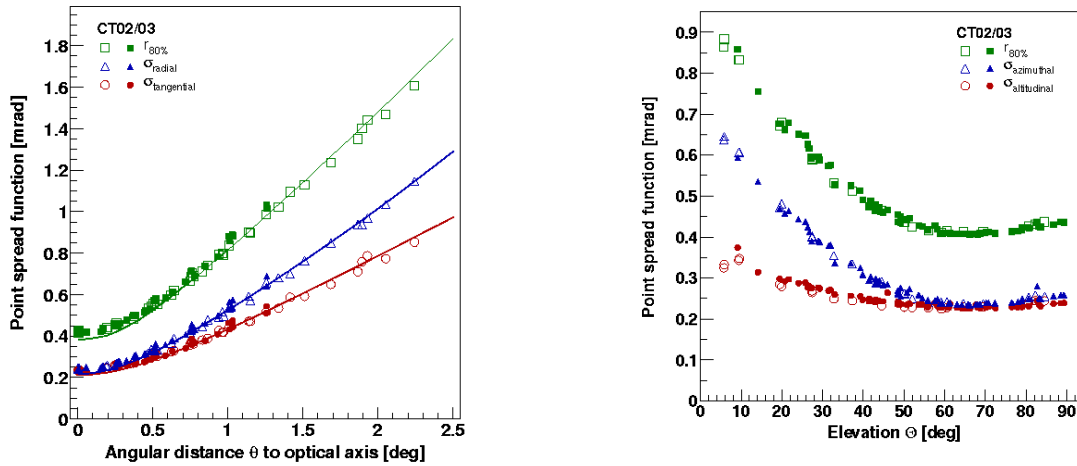 CT02/03
r80%
σradial
σtangential
Point spread function [mrad]
1.8
1.6
1.4
1.2
1
0.8
0.6
0.4
0.2
0
0 0.5 1 1.5 2 2.5
Angular distance θ to optical axis [deg]
CT02/03
r80%
σazimuthal
σaltitudinal
Point spread function [mrad]
0.9
0.8
0.7
0.6
0.5
0.4
0.3
0.2
0.1
0
0 10 20 30 40 50 60 70 80 90
Elevation Θ [deg]